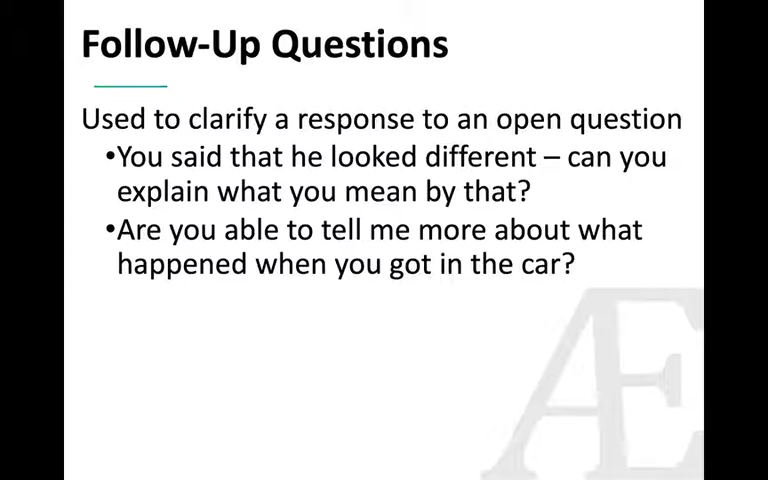 Follow-Up Questions
Used to clarify a response to an open question
•You said that he looked different – can you
explain what you mean by that?
•Are you able to tell me more about what
happened when you got in the car?
Æ